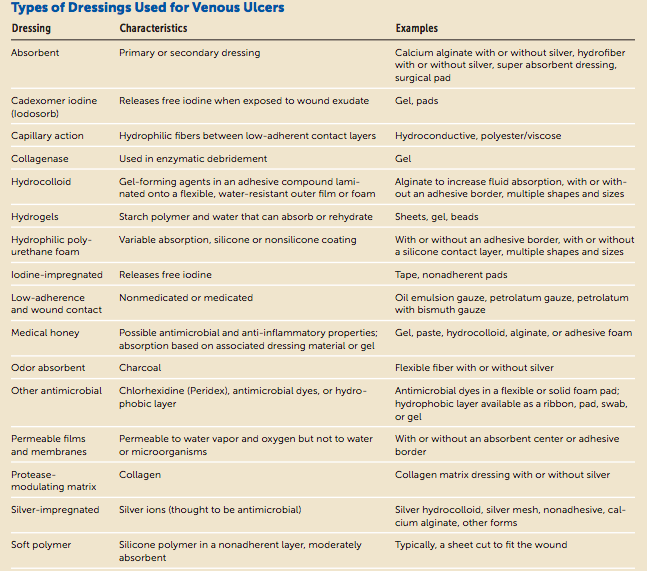 Types of Dressings Used for Venous Ulcers
Dressing Characteristics Examples
Absorbent Primary or secondary dressing Calcium alginate with or without silver, hydrofiber
with or without silver, super absorbent dressing,
surgical pad
Cadexomer iodine Releases free iodine when exposed to wound exudate Gel, pads
(Iodosorb)
Capillary action Hydrophilic fibers between low-adherent contact layers Hydroconductive, polyester/viscose
Collagenase Used in enzymatic debridement Gel
Hydrocolloid Gel-forming agents in an adhesive compound lami- Alginate to increase fluid absorption, with or with-
nated onto a flexible, water-resistant outer film or foam out an adhesive border, multiple shapes and sizes
Hydrogels Starch polymer and water that can absorb or rehydrate Sheets, gel, beads
Hydrophilic poly- Variable absorption, silicone or nonsilicone coating With or without an adhesive border, with or without
urethane foam a silicone contact layer, multiple shapes and sizes
Iodine-impregnated Releases free iodine Tape, nonadherent pads
Low-adherence Nonmedicated or medicated Oil emulsion gauze, petrolatum gauze, petrolatum
and wound contact with bismuth gauze
Medical honey Possible antimicrobial and anti-inflammatory properties; Gel, paste, hydrocolloid, alginate, or adhesive foam
absorption based on associated dressing material or gel
Odor absorbent Charcoal Flexible fiber with or without silver
Other antimicrobial Chlorhexidine (Peridex), antimicrobial dyes, or hydro- Antimicrobial dyes in a flexible or solid foam pad;
phobic layer hydrophobic layer available as a ribbon, pad, swab,
or gel
Permeable films Permeable to water vapor and oxygen but not to water With or without an absorbent center or adhesive
and membranes or microorganisms border
Protease- Collagen Collagen matrix dressing with or without silver
modulating matrix
Silver-impregnated Silver ions (thought to be antimicrobial) Silver hydrocolloid, silver mesh, nonadhesive, cal-
cium alginate, other forms
Soft polymer Silicone polymer in a nonadherent layer, moderately Typically, a sheet cut to fit the wound
absorbent